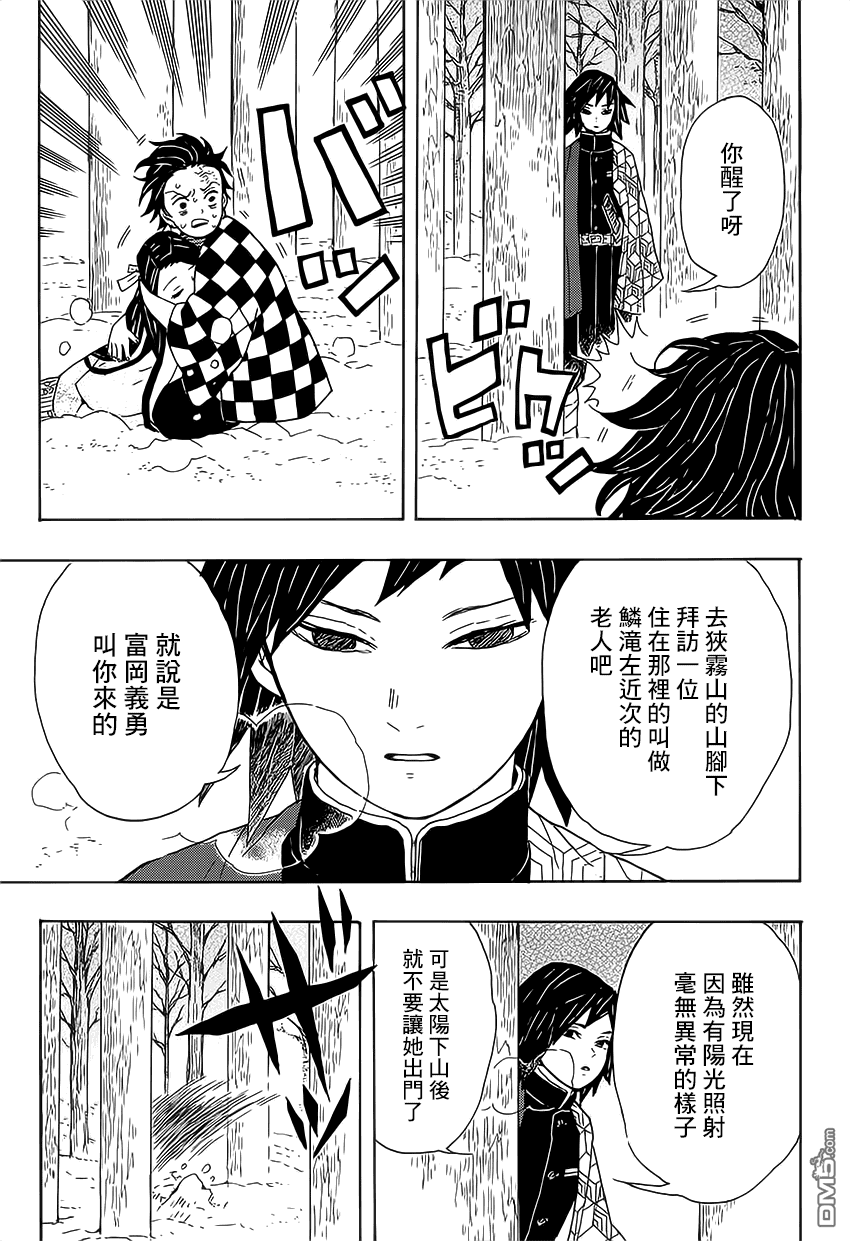 你醒了呀
ビクッ
バッ
去狹霧山的山腳下
拜訪一位
住在那裡的叫做
鱗滝左近次的
老人吧
就說是
富岡義勇
叫你來的
雖然現在
因為有陽光照射
毫無異常的樣子
可是太陽下山後
就不要讓她出門了
DM5.com